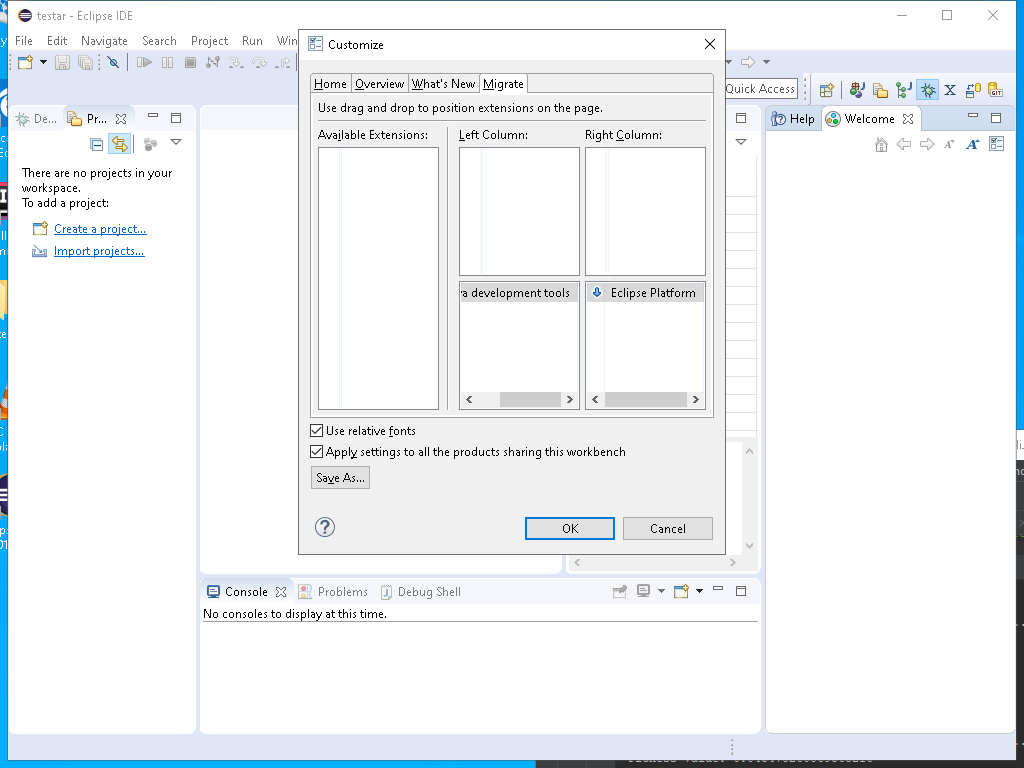 testar - Eclipse IDE
File Edit Navigate Search Project Run Win
Customize
Quick Access
Home Overview What's New Migrate
Use drag and drop to position extensions on the page.
Available Extensions: Left Column: Right Column:
De... Pr... Help Welcome
There are no projects in your
workspace.
To add a project:
Create a project...
Import projects...
a development tools Eclipse Platform
Use relative fonts
Apply settings to all the products sharing this workbench
Save As...
OK Cancel
Console Problems Debug Shell
No consoles to display at this time.